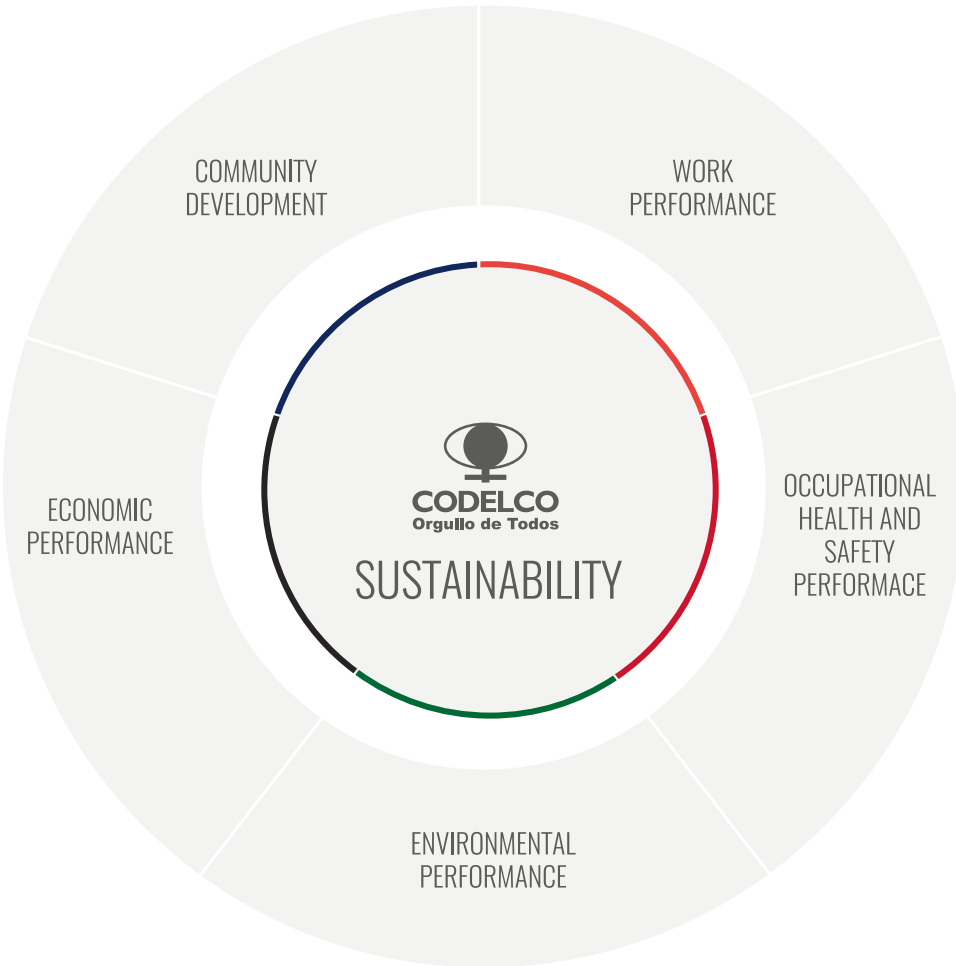 COMMUNITY
DEVELOPMENT
WORK
PERFORMANCE
ECONOMIC
PERFORMANCE
CODELCO
Orgullo de Todos
SUSTAINABILITY
OCCUPATIONAL
HEALTH AND
SAFETY
PERFORMACE
ENVIRONMENTAL
PERFORMANCE